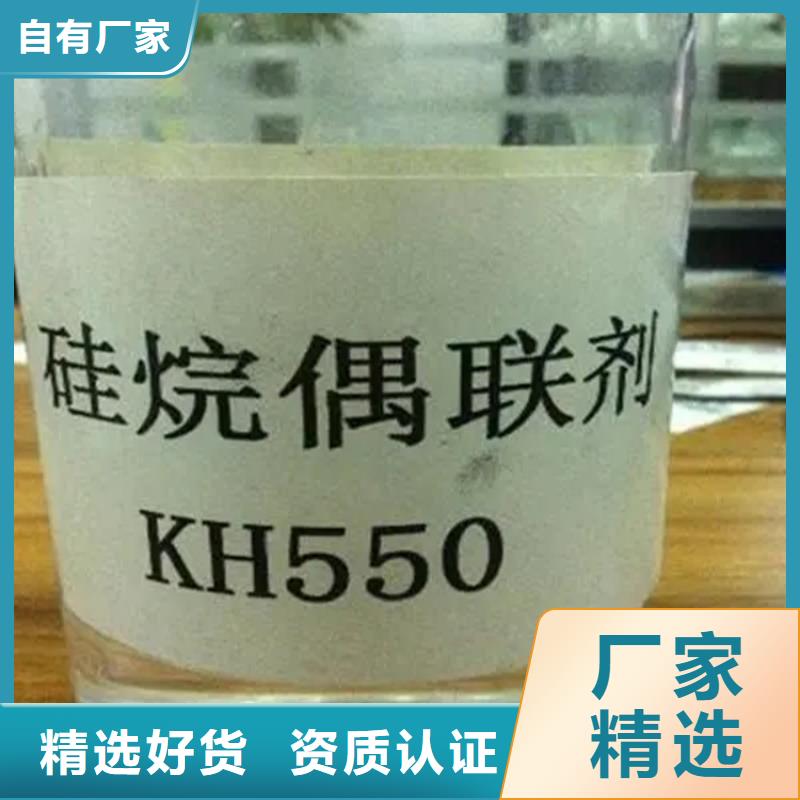 自有厂家
硅烷偶联剂
KH550
厂家
精选
精选好货 资质认证